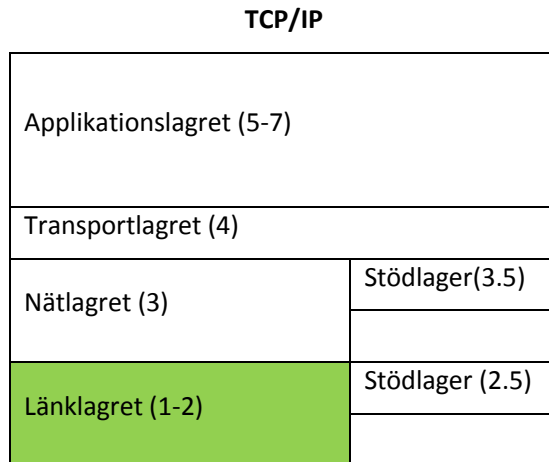 TCP/IP
Applikationslagret (5-7)
Transportlagret (4)
Nätlagret (3)
Stödlager(3.5)
Länklagret (1-2)
Stödlager (2.5)